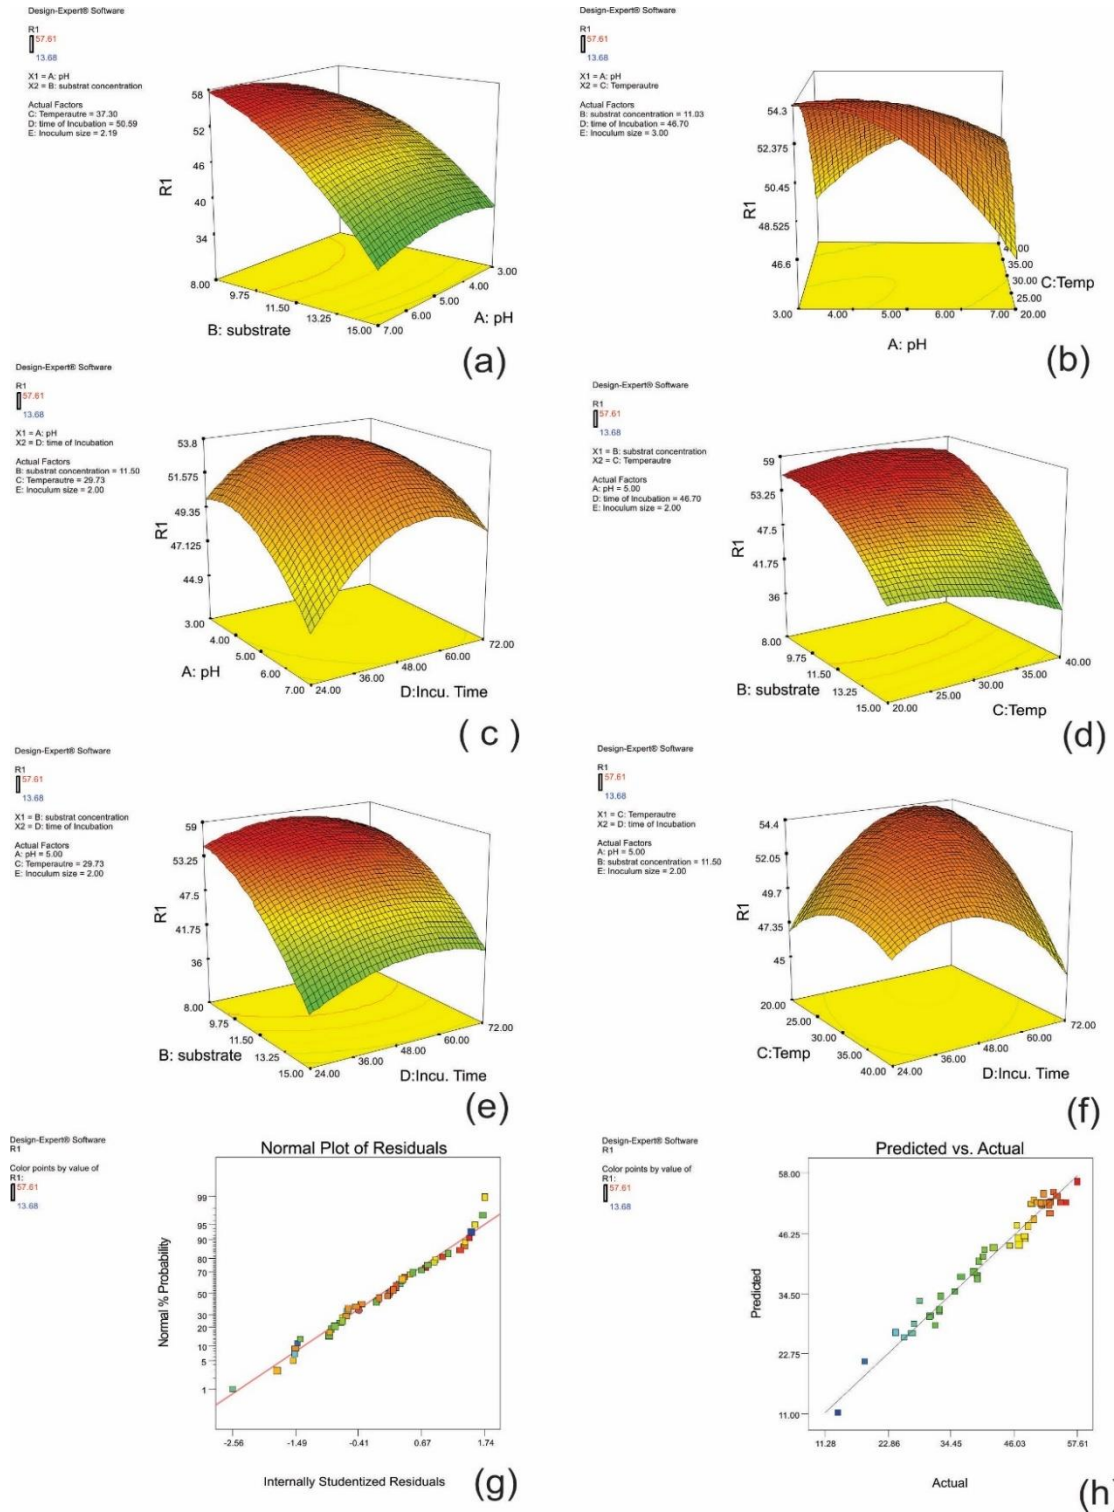 Design-Expert® Software
R1
57.61
13.68
X1 = A: pH
X2 = B: substrat concentration
Actual Factors
C: Temperautre = 37.30
D: time of Incubation = 50.59
E: Inoculum size = 2.19
58
52
46
40
34
R1
8.00
9.75
11.50
13.25
15.00
B: substrate
3.00
4.00
5.00
6.00
7.00
A: pH
(a)
Design-Expert® Software
R1
57.61
13.68
X1 = A: pH
X2 = C: Temperautre
Actual Factors
B: substrat concentration = 11.03
D: time of Incubation = 46.70
E: Inoculum size = 3.00
54.3
52.375
50.45
48.525
46.6
R1
3.00
4.00
5.00
6.00
7.00
A: pH
35.00
30.00
25.00
20.00
C:Temp
(b)
Design-Expert® Software
R1
57.61
13.68
X1 = A: pH
X2 = D: time of Incubation
Actual Factors
B: substrat concentration = 11.50
C: Temperautre = 29.73
E: Inoculum size = 2.00
53.8
51.575
49.35
47.125
44.9
R1
3.00
4.00
5.00
6.00
7.00
A: pH
24.00
36.00
48.00
60.00
72.00
D:Incu. Time
( c )
Design-Expert® Software
R1
57.61
13.68
X1 = B: substrat concentration
X2 = C: Temperautre
Actual Factors
A: pH = 5.00
D: time of Incubation = 46.70
E: Inoculum size = 2.00
59
53.25
47.5
41.75
36
R1
8.00
9.75
11.50
13.25
15.00
B: substrate
20.00
25.00
30.00
35.00
40.00
C:Temp
(d)
Design-Expert® Software
R1
57.61
13.68
X1 = B: substrat concentration
X2 = D: time of Incubation
Actual Factors
A: pH = 5.00
C: Temperautre = 29.73
E: Inoculum size = 2.00
59
53.25
47.5
41.75
36
R1
8.00
9.75
11.50
13.25
15.00
B: substrate
24.00
36.00
48.00
60.00
72.00
D:Incu. Time
(e)
Design-Expert® Software
R1
57.61
13.68
X1 = C: Temperautre
X2 = D: time of Incubation
Actual Factors
A: pH = 5.00
B: substrat concentration = 11.50
E: Inoculum size = 2.00
54.4
52.05
49.7
47.35
45
R1
20.00
25.00
30.00
35.00
40.00
C:Temp
24.00
36.00
48.00
60.00
72.00
D:Incu. Time
(f)
Design-Expert® Software
R1
Color points by value of
R1:
57.61
13.68
Normal Plot of Residuals
99
95
90
80
70
50
30
20
10
5
1
Normal % Probability
-2.56
-1.49
-0.41
0.67
1.74
Internally Studentized Residuals
(g)
Design-Expert® Software
R1
Color points by value of
R1:
57.61
13.68
Predicted vs. Actual
58.00
46.25
34.50
22.75
11.00
Predicted
11.28
22.86
34.45
46.03
57.61
Actual
(h)